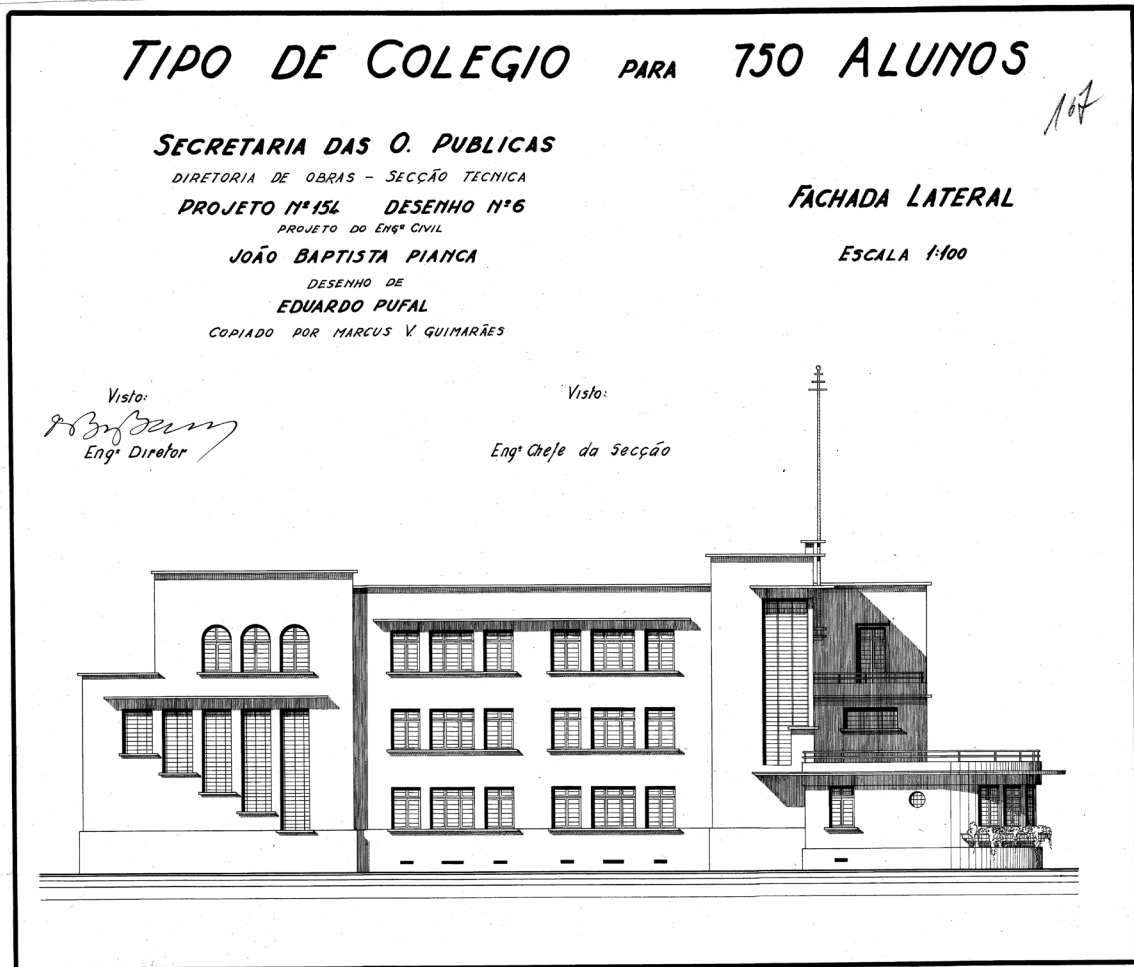 TIPO DE COLEGIO PARA 750 ALUNOS
167
SECRETARIA DAS O. PUBLICAS
DIRETORIA DE OBRAS – SECÇÃO TECNICA
PROJETO Nº 154 DESENHO Nº 6
PROJETO DO ENGº CIVIL
JOÃO BAPTISTA PIANCA
DESENHO DE
EDUARDO PUFAL
COPIADO POR MARCUS V. GUIMARÃES
FACHADA LATERAL
ESCALA 1:100
Visto:
Engº Diretor
Visto:
Engº Chefe da Secção